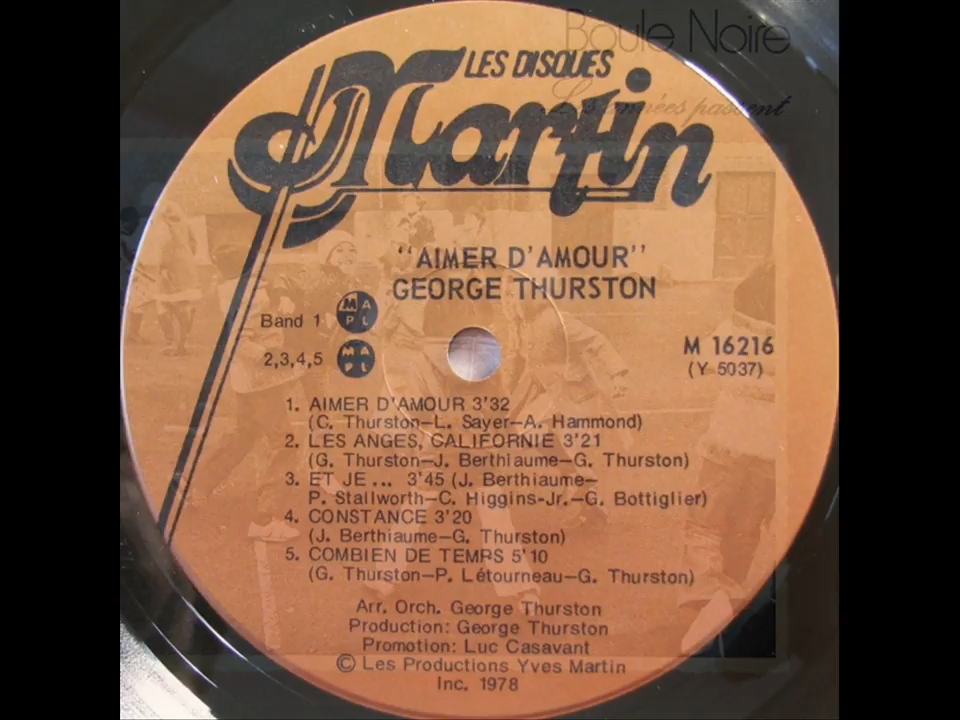 Boule Noire
LES DISQUES
Les années passent
Martin
"AIMER D'AMOUR"
GEORGE THURSTON
Band 1 MAPL
M 16216
2,3,4,5 MAPL
(Y 5037)
1. AIMER D'AMOUR 3'32
(C. Thurston–L. Sayer–A. Hammond)
2. LES ANGES, CALIFORNIE 3'21
(G. Thurston–J. Berthiaume–G. Thurston)
3. ET JE... 3'45 (J. Berthiaume–
P. Stallworth–C. Higgins-Jr.–G. Bottiglier)
4. CONSTANCE 3'20
(J. Berthiaume–G. Thurston)
5. COMBIEN DE TEMPS 5'10
(G. Thurston–P. Létourneau–G. Thurston)
Arr. Orch. George Thurston
Production: George Thurston
Promotion: Luc Casavant
© Les Productions Yves Martin
Inc. 1978